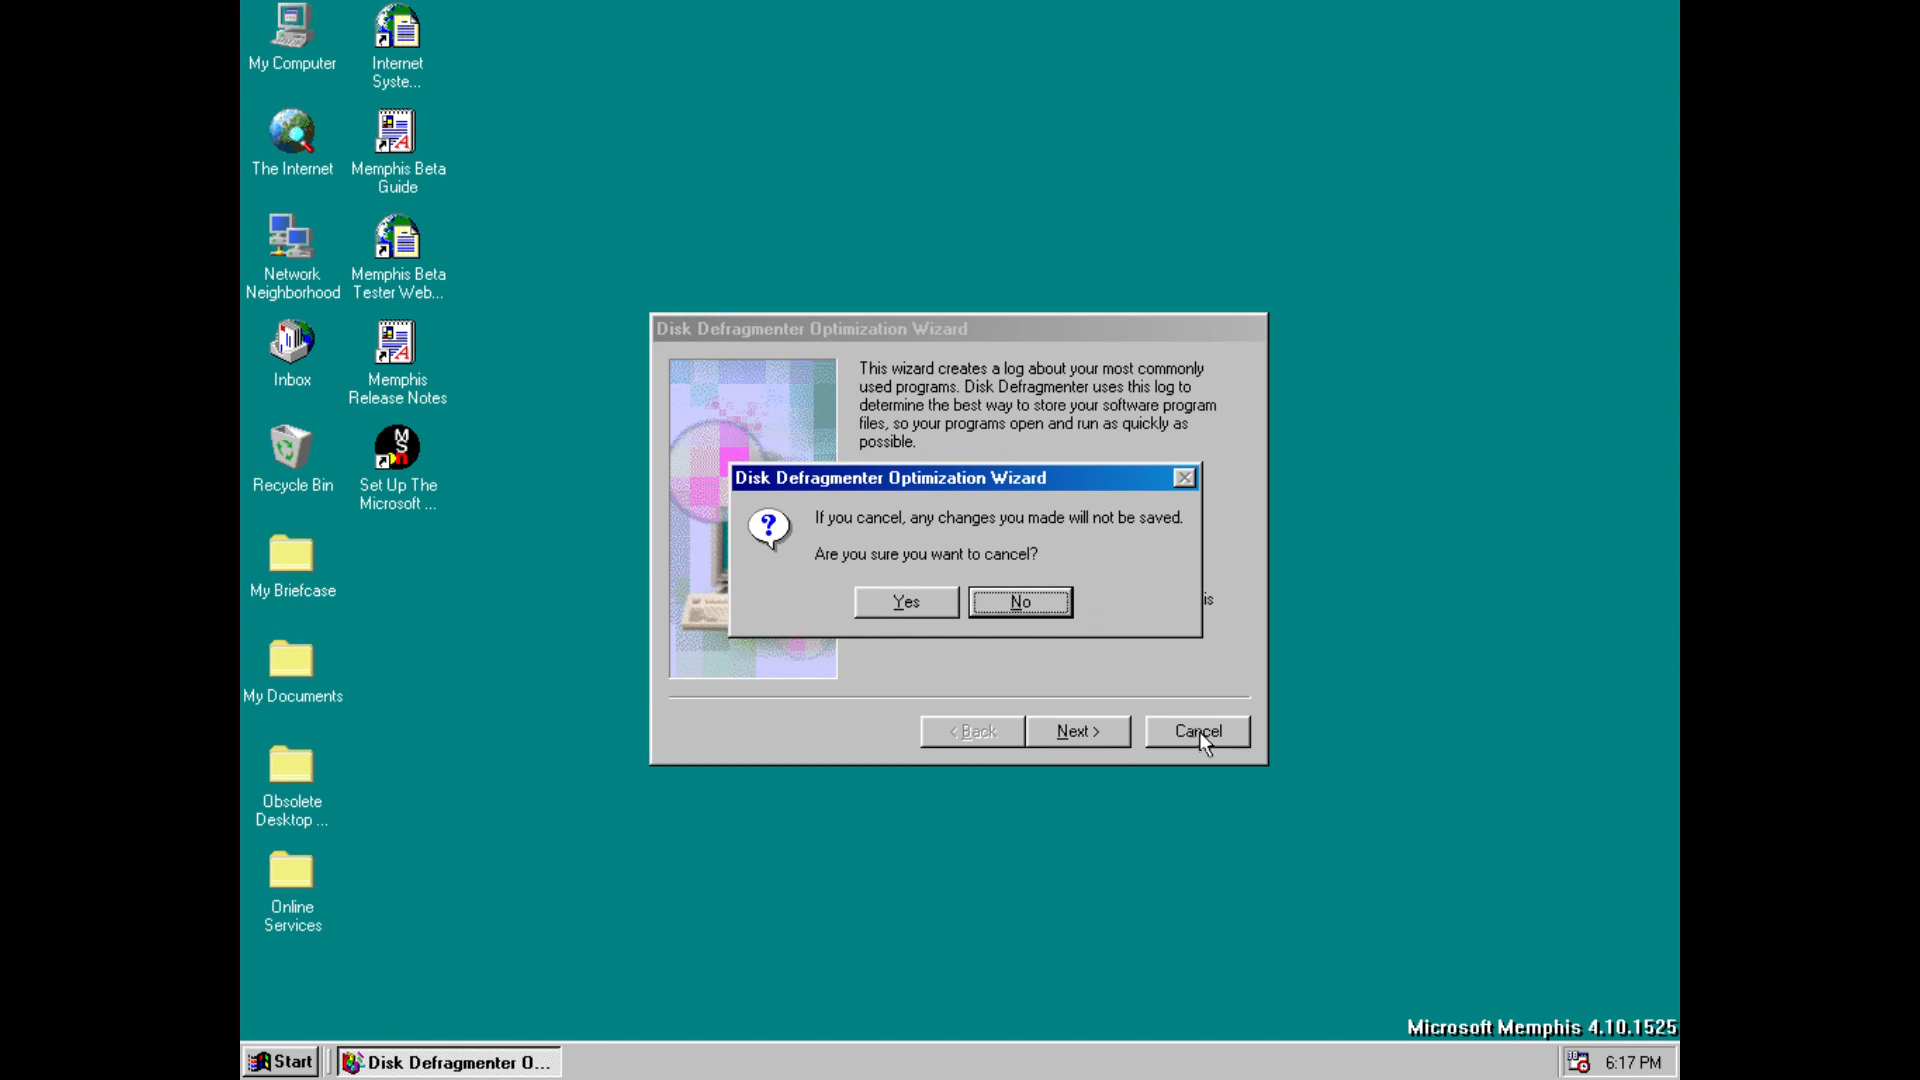 My Computer
Internet
Syste...
The Internet
Memphis Beta
Guide
Network
Neighborhood
Memphis Beta
Tester Web...
Inbox
Memphis
Release Notes
Recycle Bin
Set Up The
Microsoft ...
My Briefcase
My Documents
Obsolete
Desktop ...
Online
Services
Disk Defragmenter Optimization Wizard
This wizard creates a log about your most commonly
used programs. Disk Defragmenter uses this log to
determine the best way to store your software program
files, so your programs open and run as quickly as
possible.
Disk Defragmenter Optimization Wizard
If you cancel, any changes you made will not be saved.
Are you sure you want to cancel?
Yes
No
is
< Back
Next >
Cancel
Microsoft Memphis 4.10.1525
Start
Disk Defragmenter O...
6:17 PM